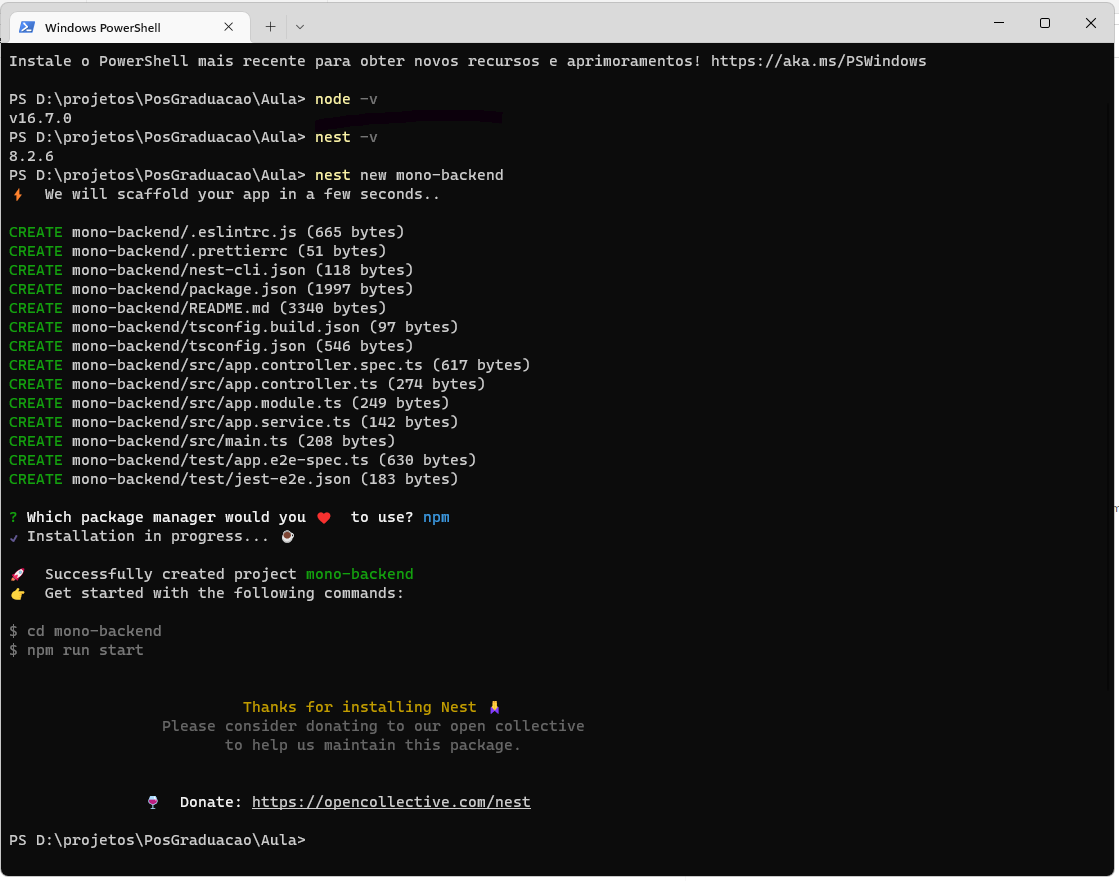 Windows PowerShell
Instale o PowerShell mais recente para obter novos recursos e aprimoramentos! https://aka.ms/PSWindows
PS D:\projetos\PosGraduacao\Aula> node -v
v16.7.0
PS D:\projetos\PosGraduacao\Aula> nest -v
8.2.6
PS D:\projetos\PosGraduacao\Aula> nest new mono-backend
⚡  We will scaffold your app in a few seconds..
CREATE mono-backend/.eslintrc.js (665 bytes)
CREATE mono-backend/.prettierrc (51 bytes)
CREATE mono-backend/nest-cli.json (118 bytes)
CREATE mono-backend/package.json (1997 bytes)
CREATE mono-backend/README.md (3340 bytes)
CREATE mono-backend/tsconfig.build.json (97 bytes)
CREATE mono-backend/tsconfig.json (546 bytes)
CREATE mono-backend/src/app.controller.spec.ts (617 bytes)
CREATE mono-backend/src/app.controller.ts (274 bytes)
CREATE mono-backend/src/app.module.ts (249 bytes)
CREATE mono-backend/src/app.service.ts (142 bytes)
CREATE mono-backend/src/main.ts (208 bytes)
CREATE mono-backend/test/app.e2e-spec.ts (630 bytes)
CREATE mono-backend/test/jest-e2e.json (183 bytes)
? Which package manager would you ❤️  to use? npm
✓ Installation in progress... ☕
🚀  Successfully created project mono-backend
👉  Get started with the following commands:
$ cd mono-backend
$ npm run start
Thanks for installing Nest 🙏
Please consider donating to our open collective
to help us maintain this package.
🍷  Donate: https://opencollective.com/nest
PS D:\projetos\PosGraduacao\Aula>